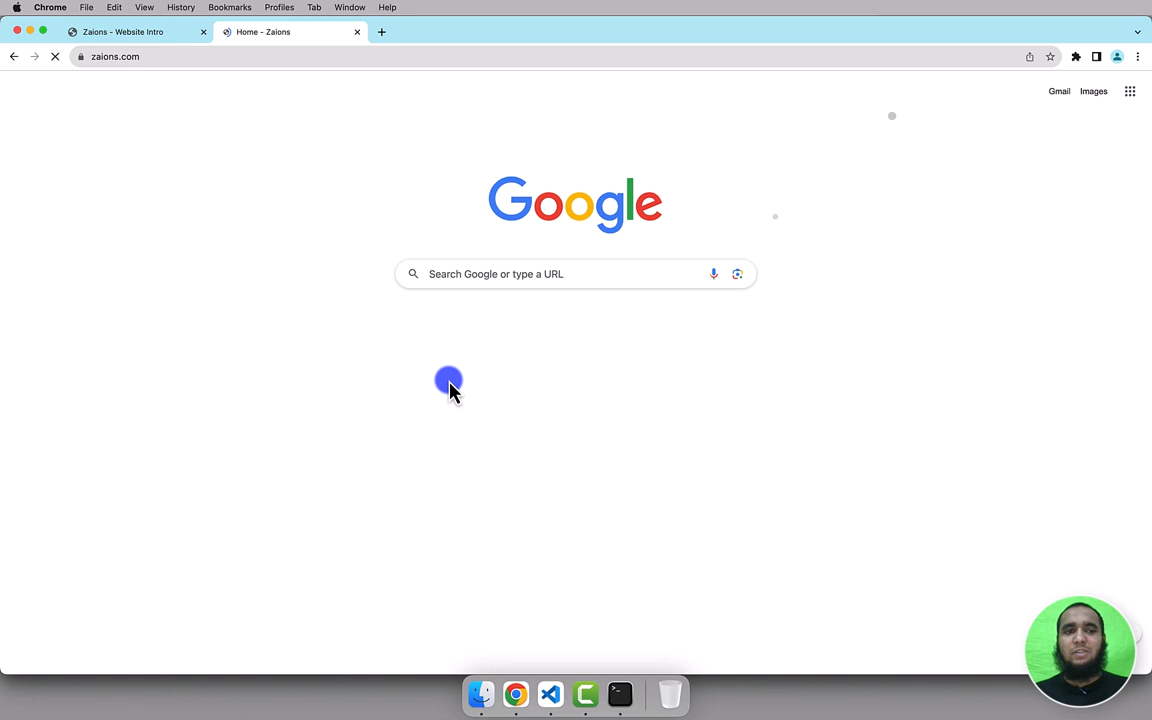 Chrome File Edit View History Bookmarks Profiles Tab Window Help
Zaions - Website Intro
Home - Zaions
zaions.com
Gmail Images
Google
Search Google or type a URL